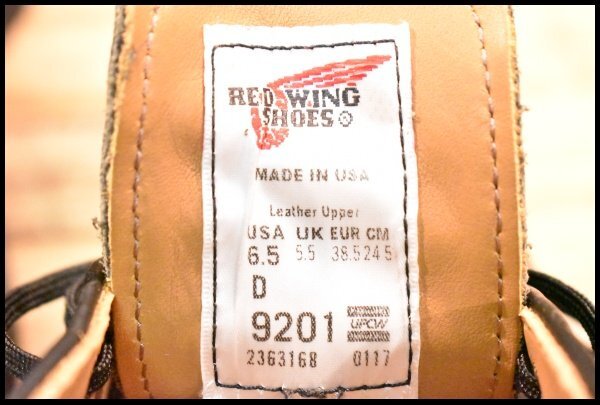 RED WING
SHOES ®
MADE IN USA
Leather Upper
USA UK EUR CM
6.5 5.5 38.5 24.5
D
9201 UPCW
2363168 0117